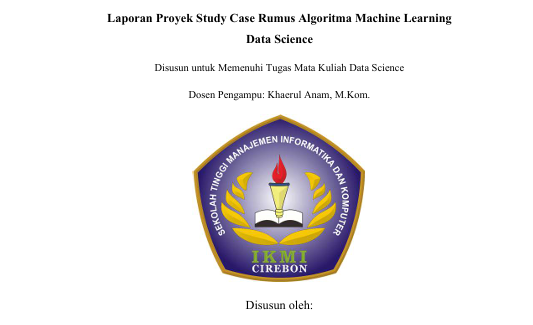 Laporan Proyek Study Case Rumus Algoritma Machine Learning
Data Science
Disusun untuk Memenuhi Tugas Mata Kuliah Data Science
Dosen Pengampu: Khaerul Anam, M.Kom.
SEKOLAH TINGGI MANAJEMEN INFORMATIKA DAN KOMPUTER
IKMI
CIREBON
Disusun oleh: